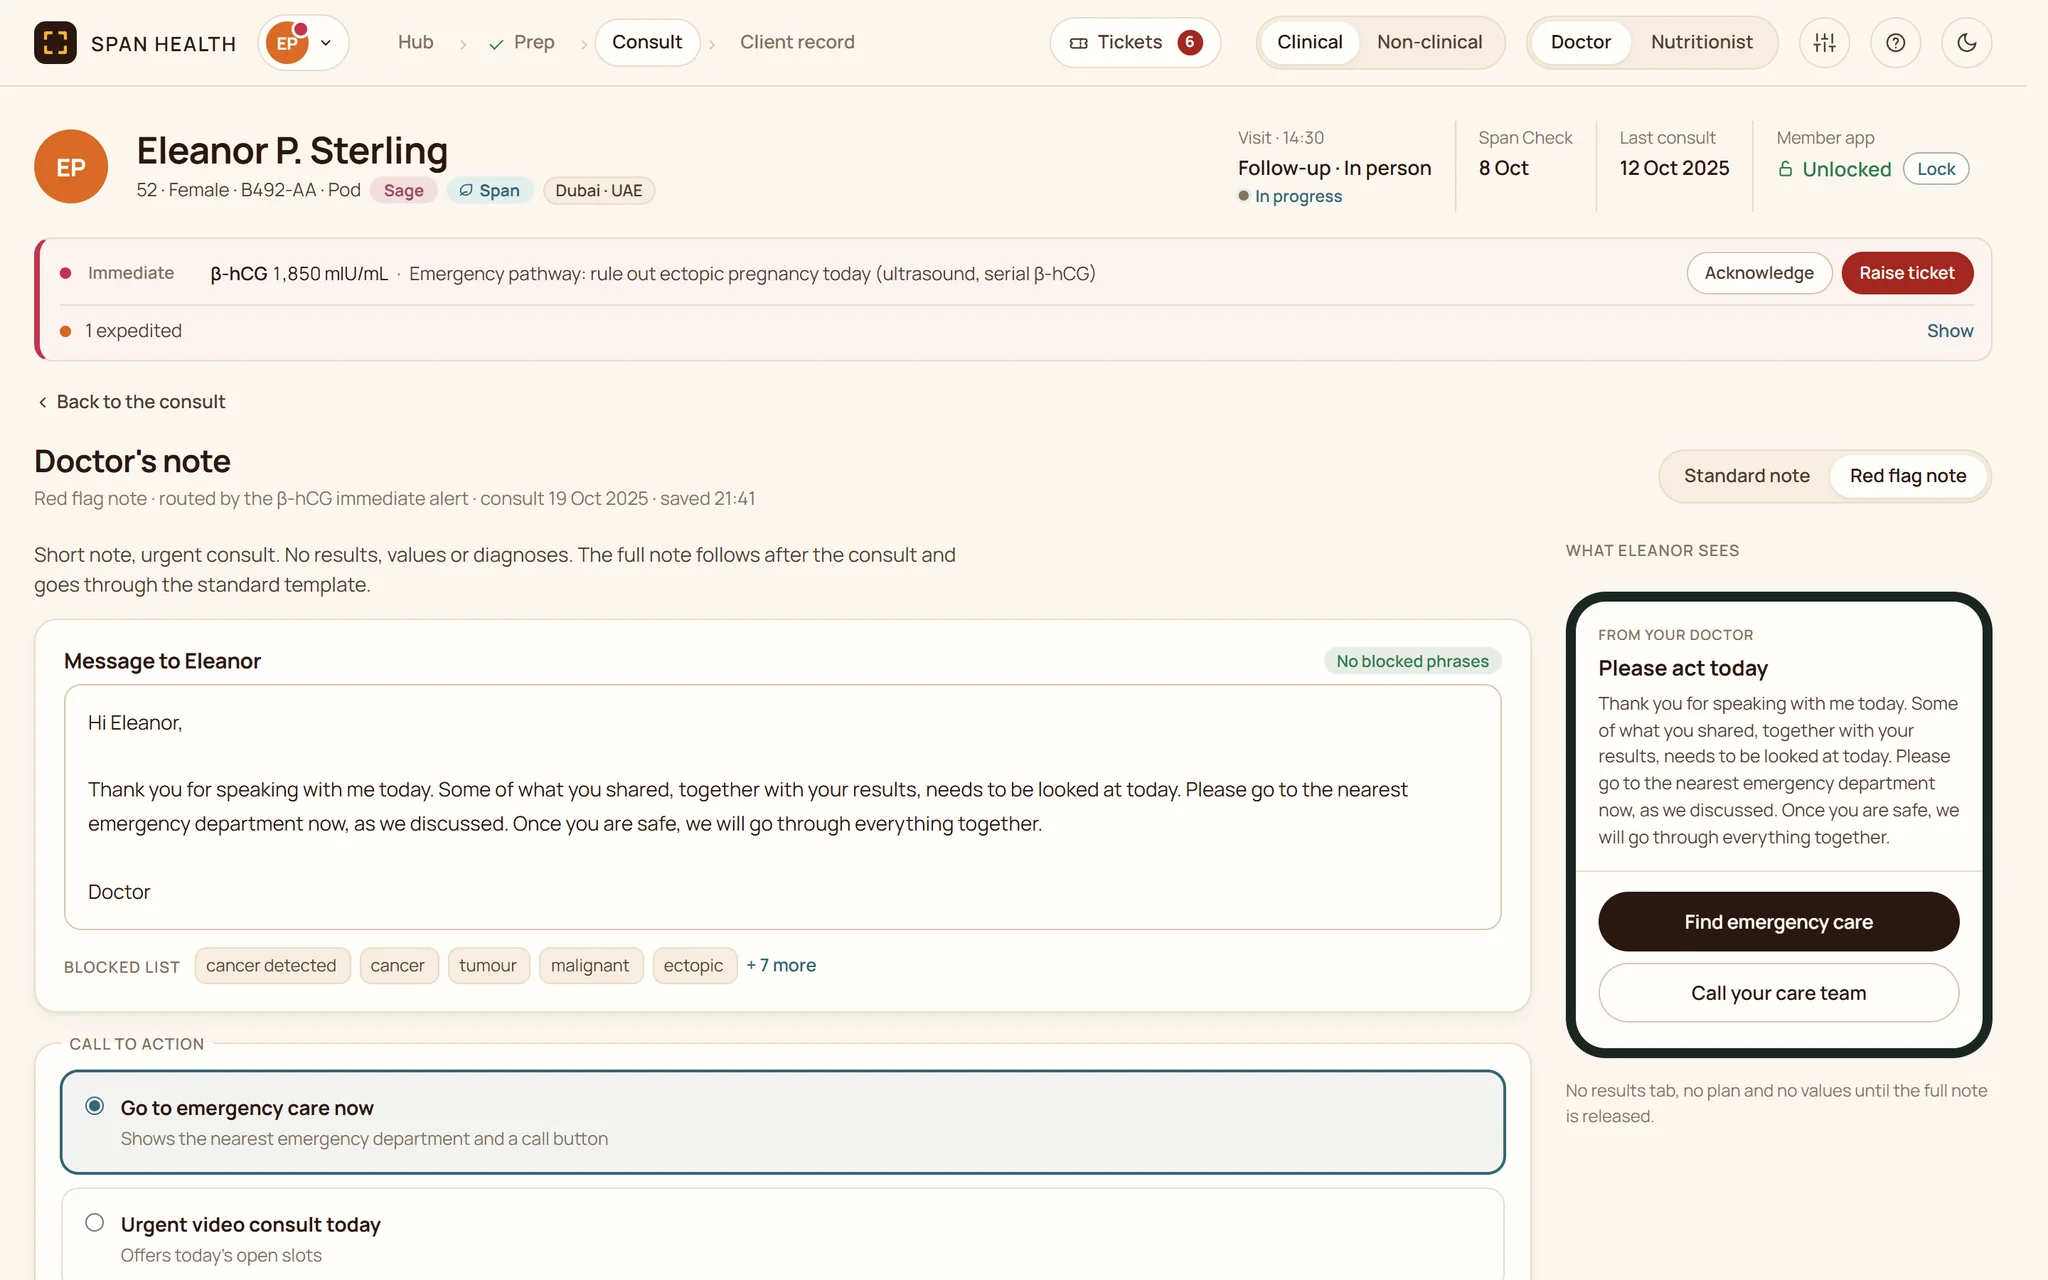 SPAN HEALTH
EP
Hub
Prep
Consult
Client record
Tickets 6
Clinical
Non-clinical
Doctor
Nutritionist
EP
Eleanor P. Sterling
52 · Female · B492-AA · Pod Sage Span Dubai · UAE
Visit · 14:30
Follow-up · In person
In progress
Span Check
8 Oct
Last consult
12 Oct 2025
Member app
Unlocked Lock
Immediate β-hCG 1,850 mIU/mL · Emergency pathway: rule out ectopic pregnancy today (ultrasound, serial β-hCG) Acknowledge Raise ticket
1 expedited Show
Back to the consult
Doctor's note
Red flag note · routed by the β-hCG immediate alert · consult 19 Oct 2025 · saved 21:41
Standard note Red flag note
Short note, urgent consult. No results, values or diagnoses. The full note follows after the consult and
goes through the standard template.
Message to Eleanor No blocked phrases
Hi Eleanor,
Thank you for speaking with me today. Some of what you shared, together with your results, needs to be looked at today. Please go to the nearest
emergency department now, as we discussed. Once you are safe, we will go through everything together.
Doctor
BLOCKED LIST cancer detected cancer tumour malignant ectopic + 7 more
CALL TO ACTION
Go to emergency care now
Shows the nearest emergency department and a call button
Urgent video consult today
Offers today's open slots
WHAT ELEANOR SEES
FROM YOUR DOCTOR
Please act today
Thank you for speaking with me today. Some
of what you shared, together with your
results, needs to be looked at today. Please
go to the nearest emergency department
now, as we discussed. Once you are safe, we
will go through everything together.
Find emergency care
Call your care team
No results tab, no plan and no values until the full note
is released.